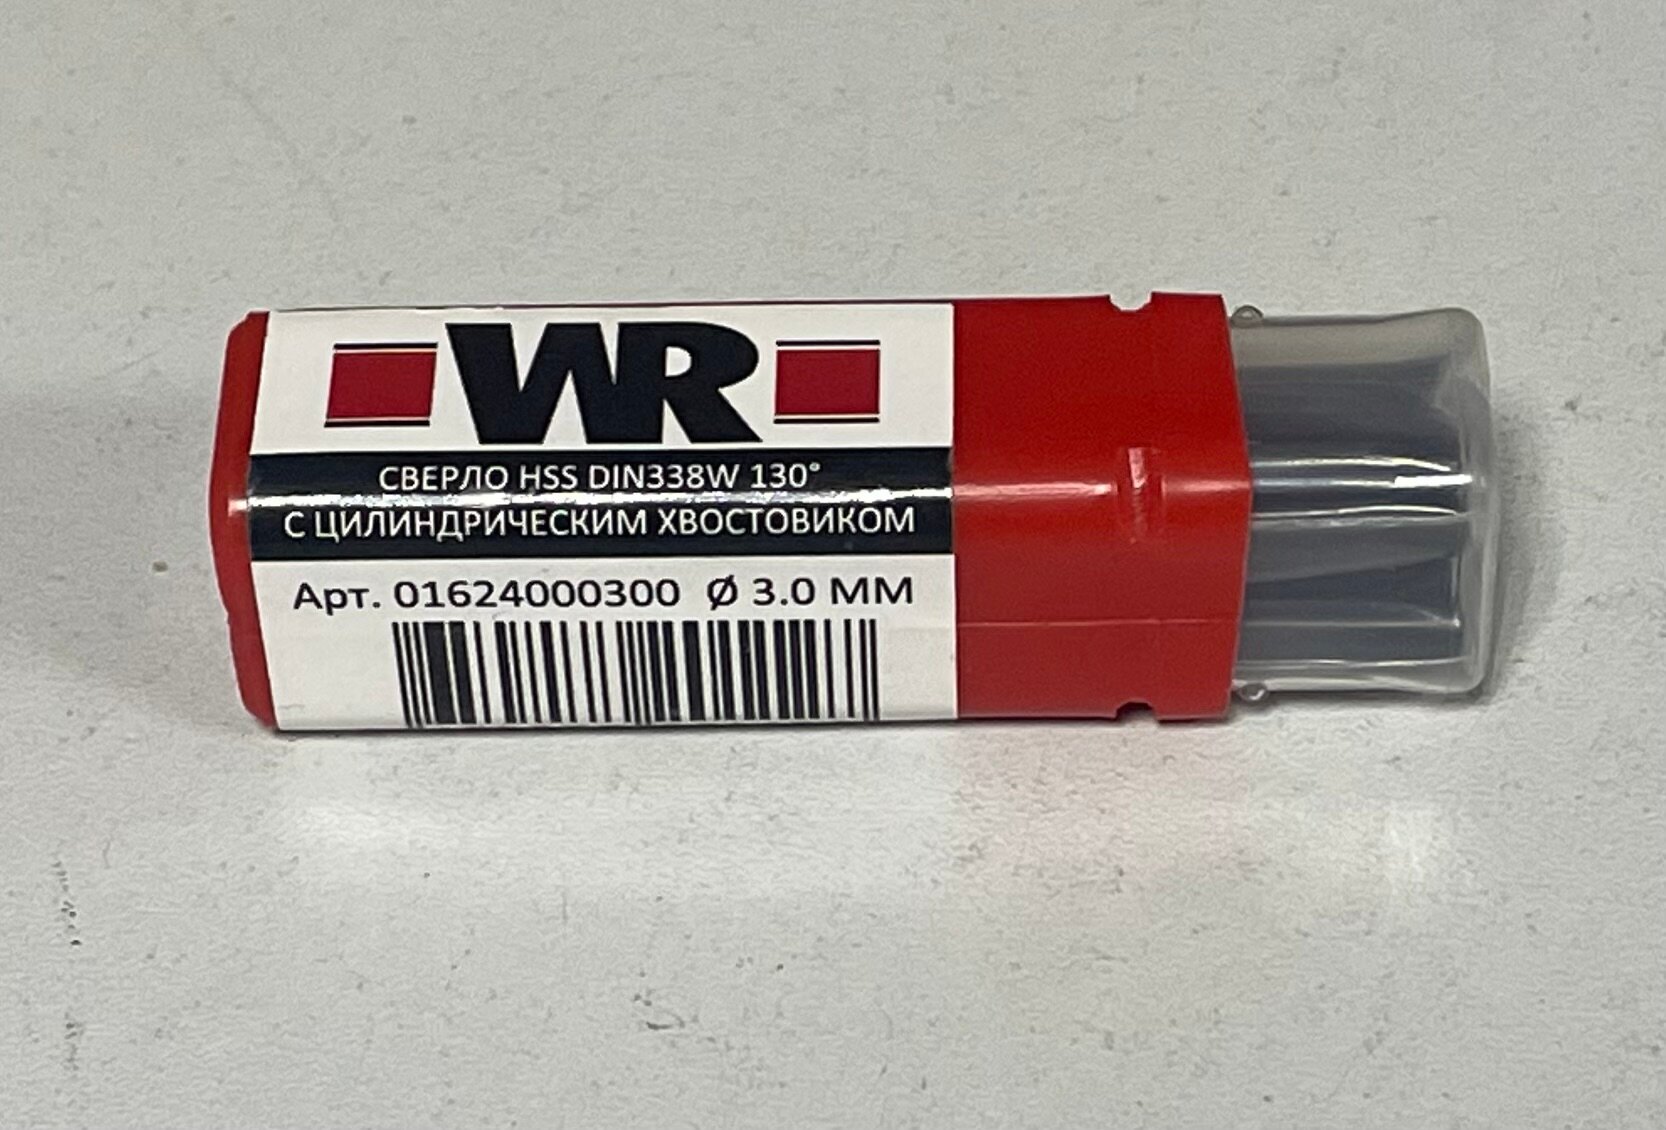 WR
СВЕРЛО HSS DIN338W 130°
С ЦИЛИНДРИЧЕСКИМ ХВОСТОВИКОМ
Арт. 01624000300 Ø 3.0 ММ